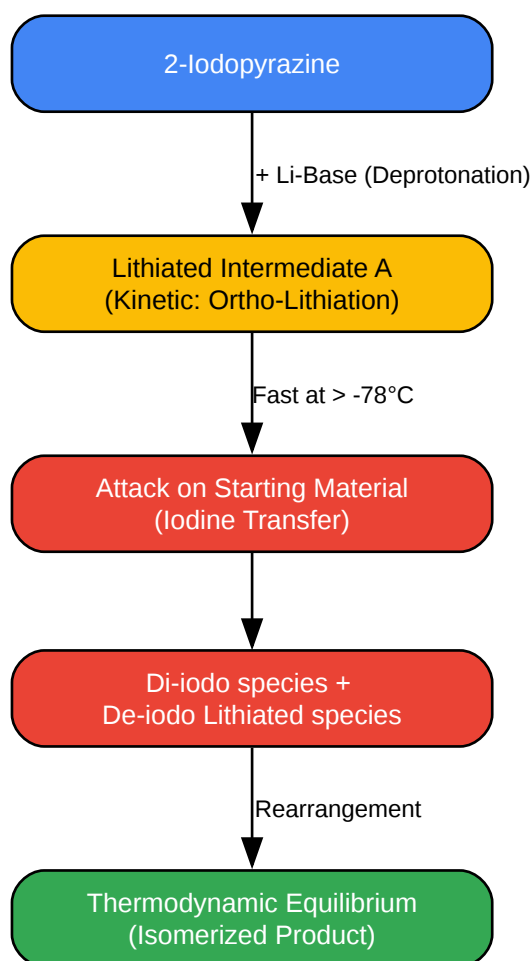 2-Iodopyrazine
+ Li-Base (Deprotonation)
Lithiated Intermediate A
(Kinetic: Ortho-Lithiation)
Fast at > -78°C
Attack on Starting Material
(Iodine Transfer)
Di-iodo species +
De-iodo Lithiated species
Rearrangement
Thermodynamic Equilibrium
(Isomerized Product)